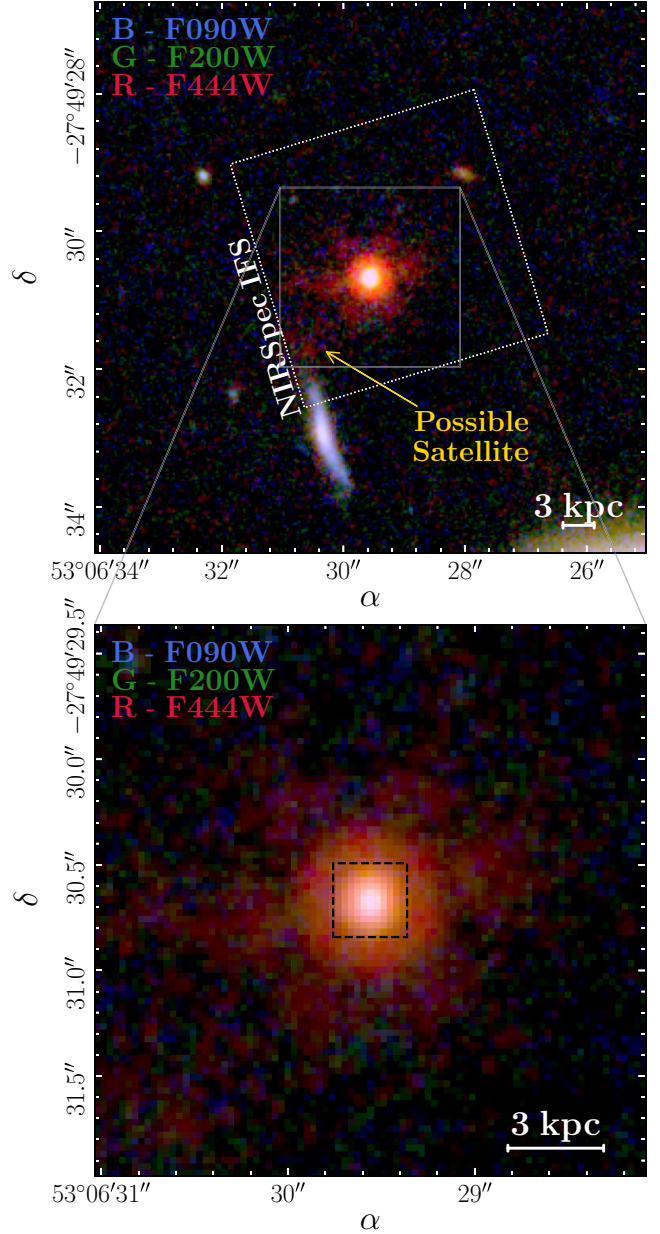 B - F090W
G - F200W
R - F444W
−27°49′28″
30″
32″
34″
δ
NIRSpec IFS
Possible
Satellite
3 kpc
53°06′34″
32″
30″
28″
26″
α
B - F090W
G - F200W
R - F444W
−27°49′29.5″
30.0″
30.5″
31.0″
31.5″
δ
3 kpc
53°06′31″
30″
29″
α